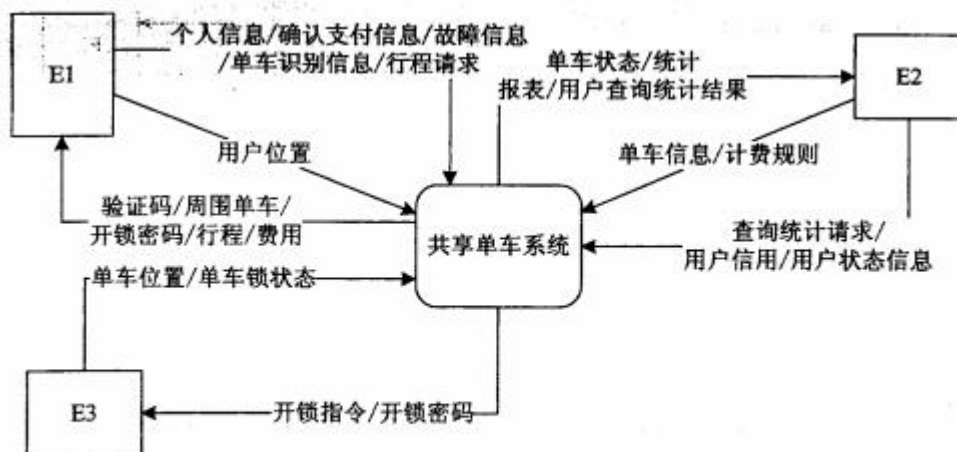 E1
个人信息/确认支付信息/故障信息
/单车识别信息/行程请求
单车状态/统计
报表/用户查询统计结果
E2
用户位置
单车信息/计费规则
验证码/周围单车/
开锁密码/行程/费用
共享单车系统
查询统计请求/
用户信用/用户状态信息
单车位置/单车锁状态
E3
开锁指令/开锁密码